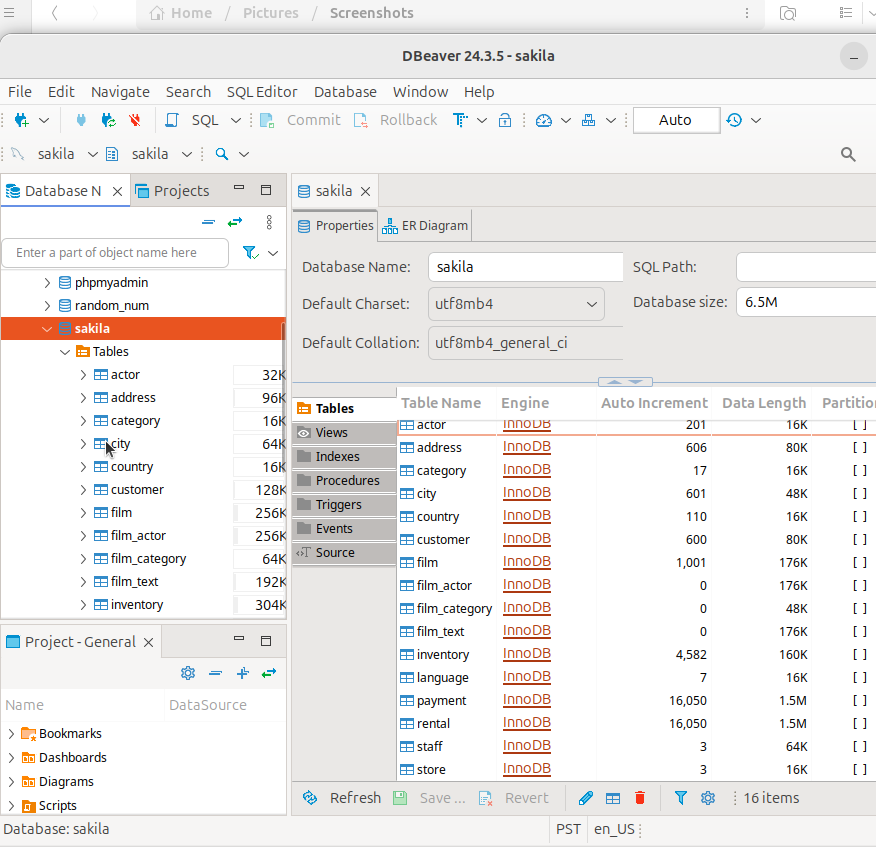 Home / Pictures / Screenshots
DBeaver 24.3.5 - sakila
File Edit Navigate Search SQL Editor Database Window Help
SQL Commit Rollback Auto
sakila sakila
Database N Projects
Enter a part of object name here
phpmyadmin
random_num
sakila
Tables
actor 32K
address 96K
category 16K
city 64K
country 16K
customer 128K
film 256K
film_actor 256K
film_category 64K
film_text 192K
inventory 304K
Project - General
Name DataSource
Bookmarks
Dashboards
Diagrams
Scripts
sakila
Properties ER Diagram
Database Name: sakila SQL Path:
Default Charset: utf8mb4 Database size: 6.5M
Default Collation: utf8mb4_general_ci
Tables
Views
Indexes
Procedures
Triggers
Events
Source
Table Name Engine Auto Increment Data Length Partitio
actor InnoDB 201 16K [ ]
address InnoDB 606 80K [ ]
category InnoDB 17 16K [ ]
city InnoDB 601 48K [ ]
country InnoDB 110 16K [ ]
customer InnoDB 600 80K [ ]
film InnoDB 1,001 176K [ ]
film_actor InnoDB 0 176K [ ]
film_category InnoDB 0 48K [ ]
film_text InnoDB 0 176K [ ]
inventory InnoDB 4,582 160K [ ]
language InnoDB 7 16K [ ]
payment InnoDB 16,050 1.5M [ ]
rental InnoDB 16,050 1.5M [ ]
staff InnoDB 3 64K [ ]
store InnoDB 3 16K [ ]
Refresh Save ... Revert 16 items
Database: sakila PST en_US